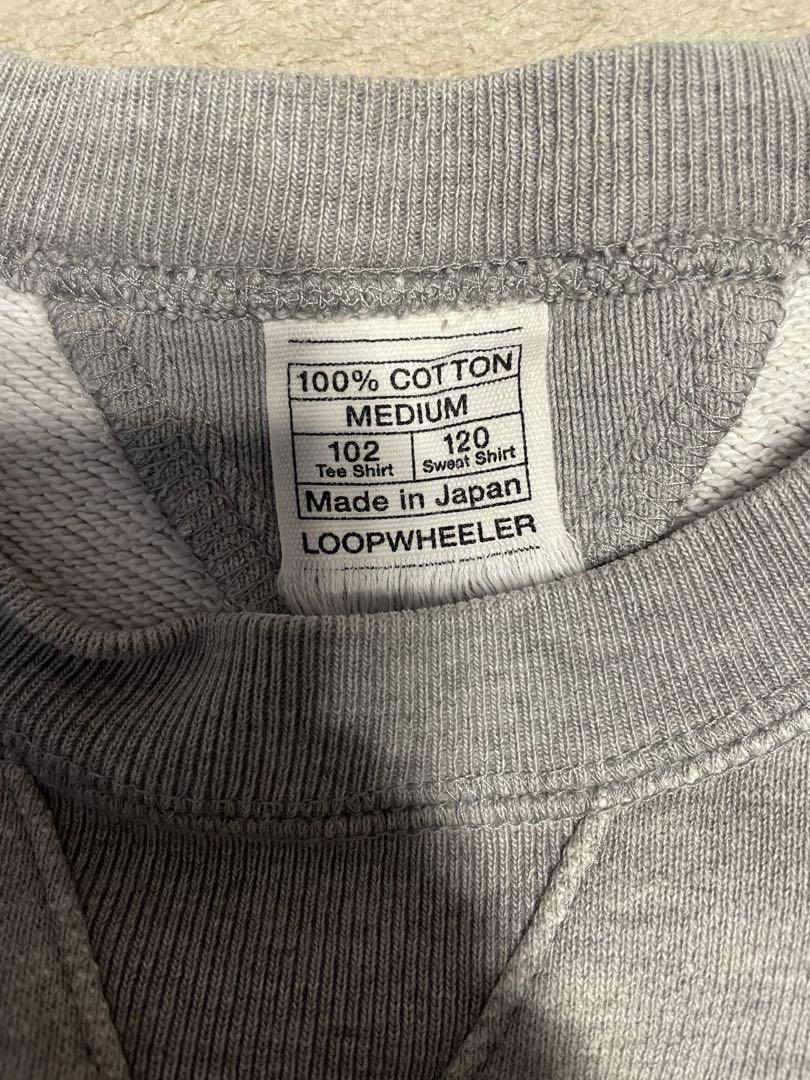 100% COTTON
MEDIUM
102
Tee Shirt
120
Sweat Shirt
Made in Japan
LOOPWHEELER